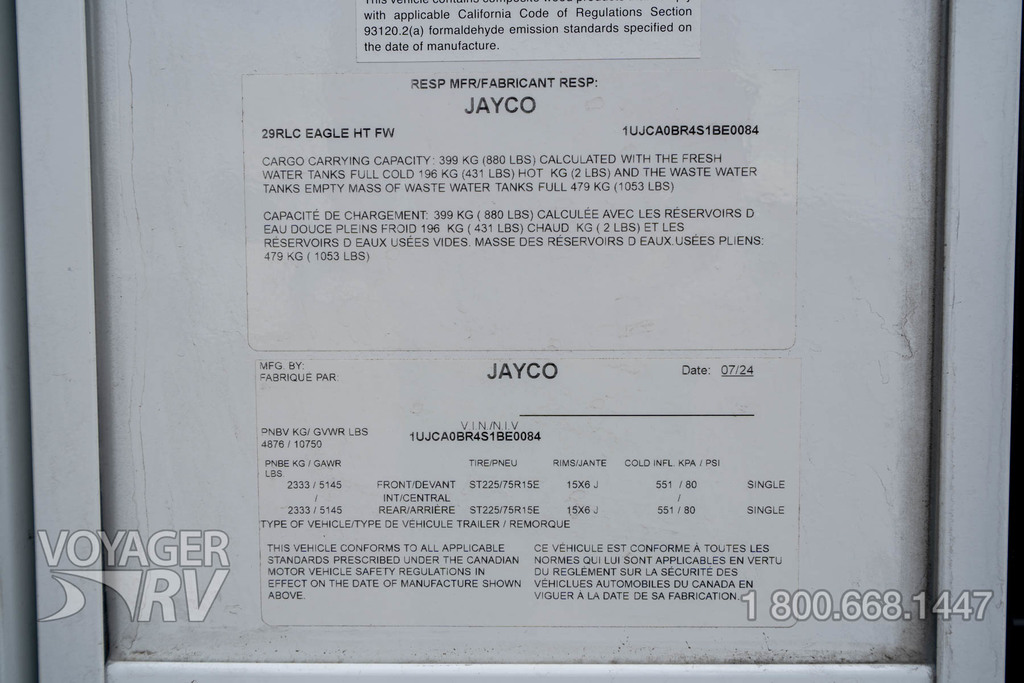 with applicable California Code of Regulations Section
93120.2(a) formaldehyde emission standards specified on
the date of manufacture.
RESP MFR/FABRICANT RESP:
JAYCO
29RLC EAGLE HT FW 1UJCA0BR4S1BE0084
CARGO CARRYING CAPACITY: 399 KG (880 LBS) CALCULATED WITH THE FRESH
WATER TANKS FULL COLD 196 KG (431 LBS) HOT KG (2 LBS) AND THE WASTE WATER
TANKS EMPTY MASS OF WASTE WATER TANKS FULL 479 KG (1053 LBS)
CAPACITÉ DE CHARGEMENT: 399 KG ( 880 LBS) CALCULÉE AVEC LES RÉSERVOIRS D
EAU DOUCE PLEINS FROID 196 KG ( 431 LBS) CHAUD KG ( 2 LBS) ET LES
RÉSERVOIRS D EAUX USÉES VIDES. MASSE DES RÉSERVOIRS D EAUX.USÉES PLIENS:
479 KG ( 1053 LBS)
MFG. BY: JAYCO Date: 07/24
FABRIQUÉ PAR:
V.I.N./N.I.V
PNBV KG/ GVWR LBS 1UJCA0BR4S1BE0084
4876 / 10750
PNBE KG / GAWR TIRE/PNEU RIMS/JANTE COLD INFL. KPA / PSI
LBS
2333 / 5145 FRONT/DEVANT ST225/75R15E 15X6 J 551 / 80 SINGLE
/ INT/CENTRAL /
2333 / 5145 REAR/ARRIÈRE ST225/75R15E 15X6 J 551 / 80 SINGLE
TYPE OF VEHICLE/TYPE DE VÉHICULE TRAILER / REMORQUE
THIS VEHICLE CONFORMS TO ALL APPLICABLE
STANDARDS PRESCRIBED UNDER THE CANADIAN
MOTOR VEHICLE SAFETY REGULATIONS IN
EFFECT ON THE DATE OF MANUFACTURE SHOWN
ABOVE.
CE VÉHICULE EST CONFORME À TOUTES LES
NORMES QUI LUI SONT APPLICABLES EN VERTU
DU RÈGLEMENT SUR LA SÉCURITÉ DES
VÉHICLUES AUTOMOBILES DU CANADA EN
VIGUER À LA DATE DE SA FABRICATION.
VOYAGER
RV
1 800.668.1447